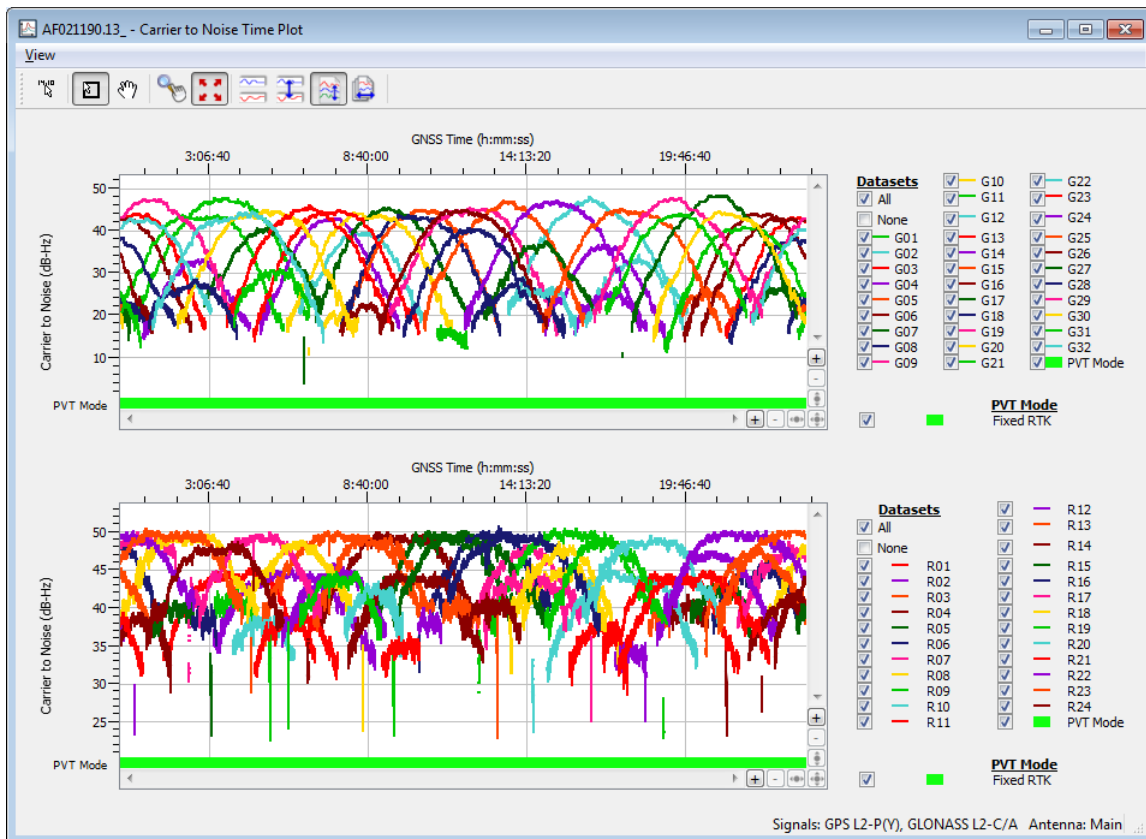 AF021190.13_ - Carrier to Noise Time Plot
View
GNSS Time (h:mm:ss)
3:06:40 8:40:00 14:13:20 19:46:40
50
40
30
20
10
Carrier to Noise (dB-Hz)
PVT Mode
Datasets
All
None
G01
G02
G03
G04
G05
G06
G07
G08
G09
G10
G11
G12
G13
G14
G15
G16
G17
G18
G19
G20
G21
G22
G23
G24
G25
G26
G27
G28
G29
G30
G31
G32
PVT Mode
PVT Mode
Fixed RTK
GNSS Time (h:mm:ss)
3:06:40 8:40:00 14:13:20 19:46:40
50
45
40
35
30
25
Carrier to Noise (dB-Hz)
PVT Mode
Datasets
All
None
R01
R02
R03
R04
R05
R06
R07
R08
R09
R10
R11
R12
R13
R14
R15
R16
R17
R18
R19
R20
R21
R22
R23
R24
PVT Mode
PVT Mode
Fixed RTK
Signals: GPS L2-P(Y), GLONASS L2-C/A Antenna: Main